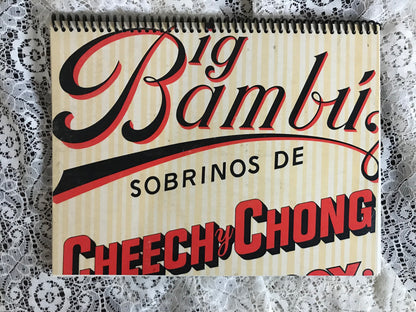 Big
Bambú
SOBRINOS DE
CHEECH y CHONG